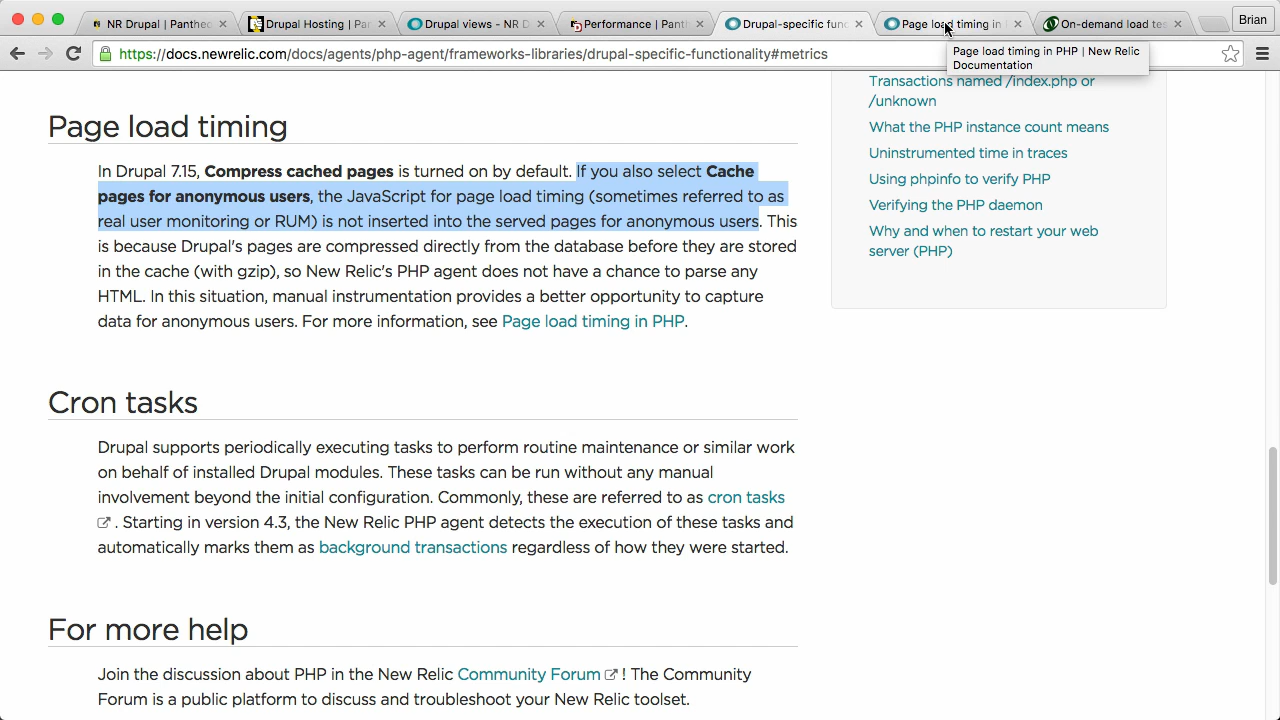 NR Drupal | Pantheo
Drupal Hosting | Pan
Drupal views - NR D
Performance | Panth
Drupal-specific func
Page load timing in
On-demand load tes
Brian
https://docs.newrelic.com/docs/agents/php-agent/frameworks-libraries/drupal-specific-functionality#metrics
Page load timing in PHP | New Relic
Documentation
Transactions named /index.php or
/unknown
What the PHP instance count means
Uninstrumented time in traces
Using phpinfo to verify PHP
Verifying the PHP daemon
Why and when to restart your web
server (PHP)
Page load timing
In Drupal 7.15, Compress cached pages is turned on by default. If you also select Cache
pages for anonymous users, the JavaScript for page load timing (sometimes referred to as
real user monitoring or RUM) is not inserted into the served pages for anonymous users. This
is because Drupal's pages are compressed directly from the database before they are stored
in the cache (with gzip), so New Relic's PHP agent does not have a chance to parse any
HTML. In this situation, manual instrumentation provides a better opportunity to capture
data for anonymous users. For more information, see Page load timing in PHP.
Cron tasks
Drupal supports periodically executing tasks to perform routine maintenance or similar work
on behalf of installed Drupal modules. These tasks can be run without any manual
involvement beyond the initial configuration. Commonly, these are referred to as cron tasks
. Starting in version 4.3, the New Relic PHP agent detects the execution of these tasks and
automatically marks them as background transactions regardless of how they were started.
For more help
Join the discussion about PHP in the New Relic Community Forum ! The Community
Forum is a public platform to discuss and troubleshoot your New Relic toolset.